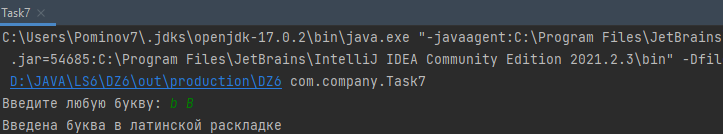 Task7 ×
C:\Users\Pominov7\.jdks\openjdk-17.0.2\bin\java.exe "-javaagent:C:\Program Files\JetBrains
.jar=54685:C:\Program Files\JetBrains\IntelliJ IDEA Community Edition 2021.2.3\bin" -Dfil
D:\JAVA\LS6\DZ6\out\production\DZ6 com.company.Task7
Введите любую букву: b B
Введена буква в латинской раскладке